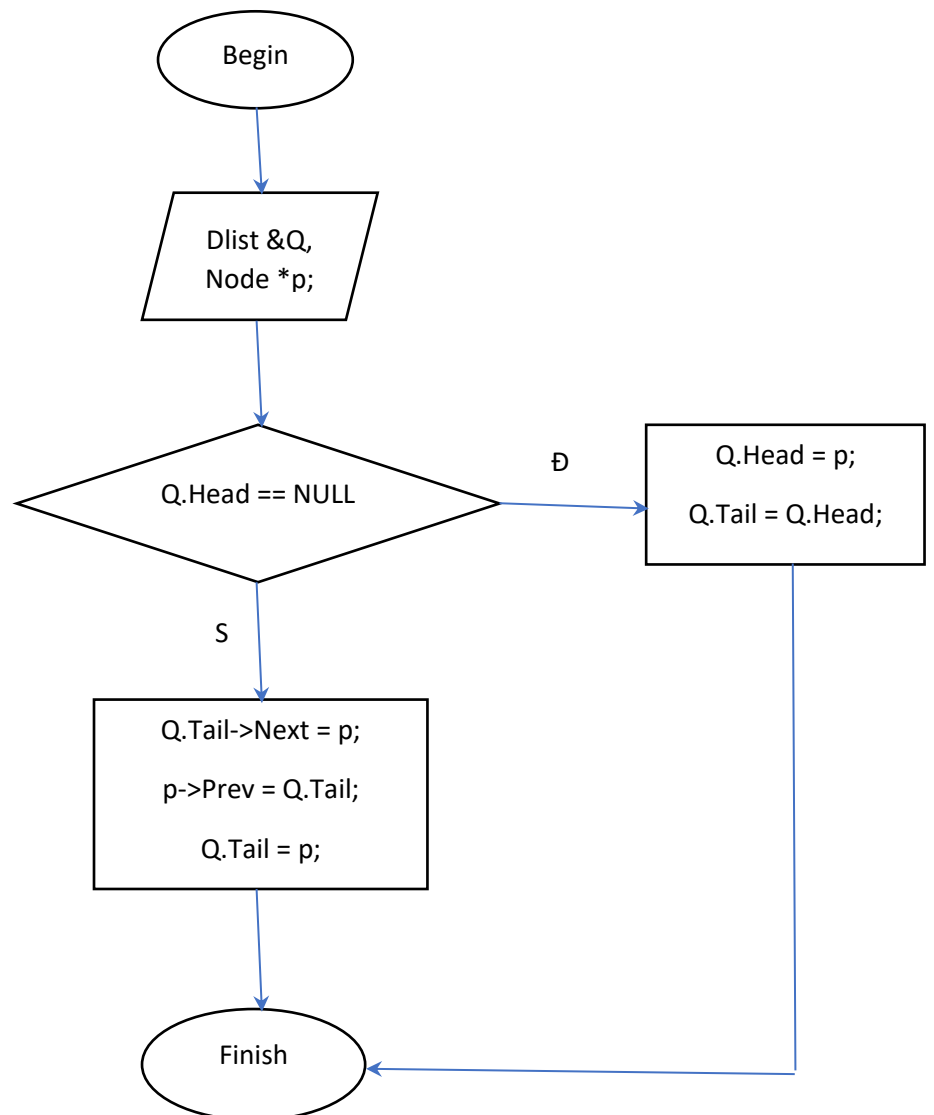 Begin
Dlist &Q,
Node *p;
Q.Head == NULL
Đ
Q.Head = p;
Q.Tail = Q.Head;
S
Q.Tail->Next = p;
p->Prev = Q.Tail;
Q.Tail = p;
Finish